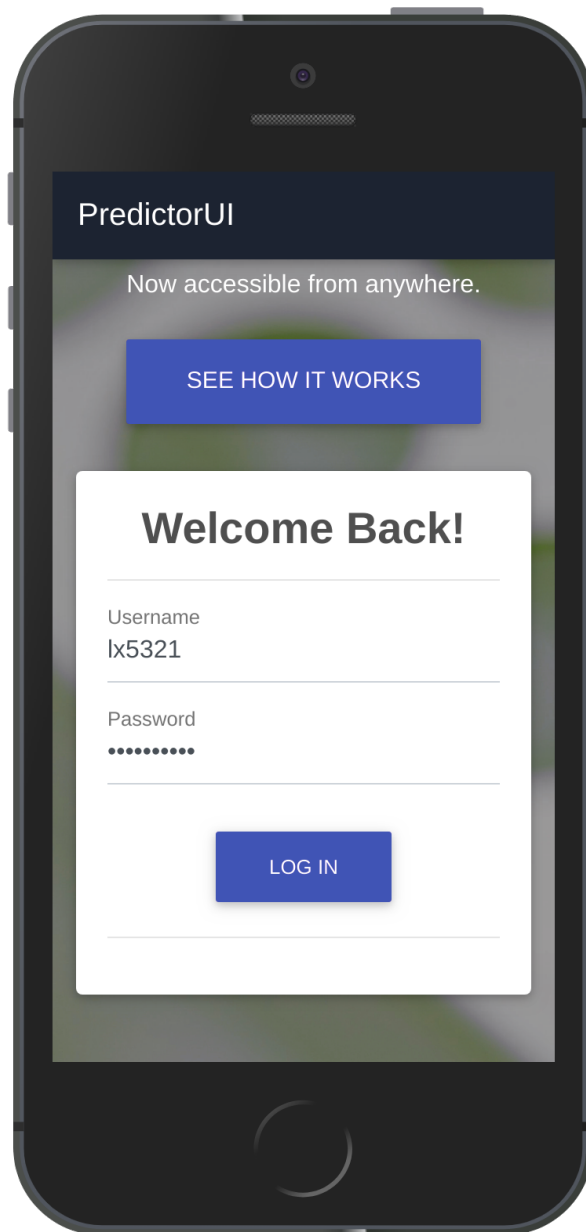 PredictorUI
Now accessible from anywhere.
SEE HOW IT WORKS
Welcome Back!
Username
lx5321
Password
••••••••••
LOG IN